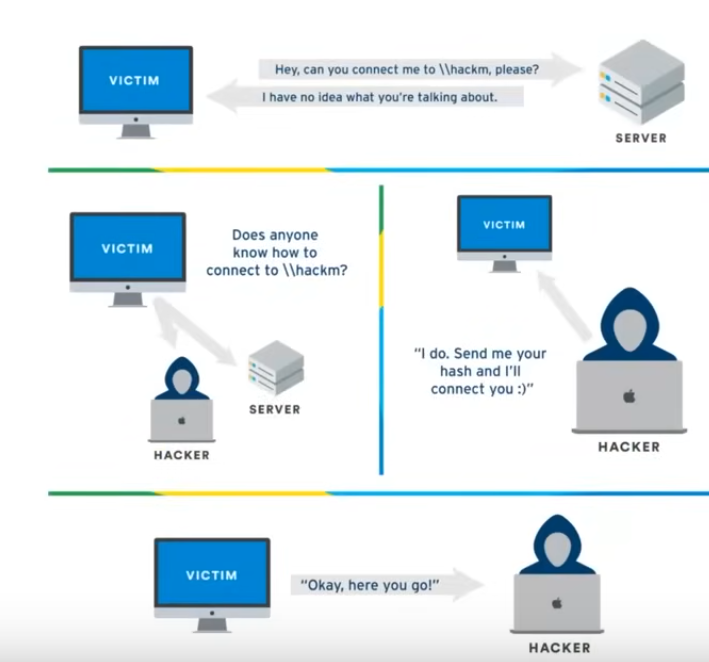 VICTIM
Hey, can you connect me to \\hackm, please?
I have no idea what you're talking about.
SERVER
VICTIM
Does anyone
know how to
connect to \\hackm?
HACKER
SERVER
VICTIM
"I do. Send me your
hash and I'll
connect you :)"
HACKER
VICTIM
"Okay, here you go!"
HACKER